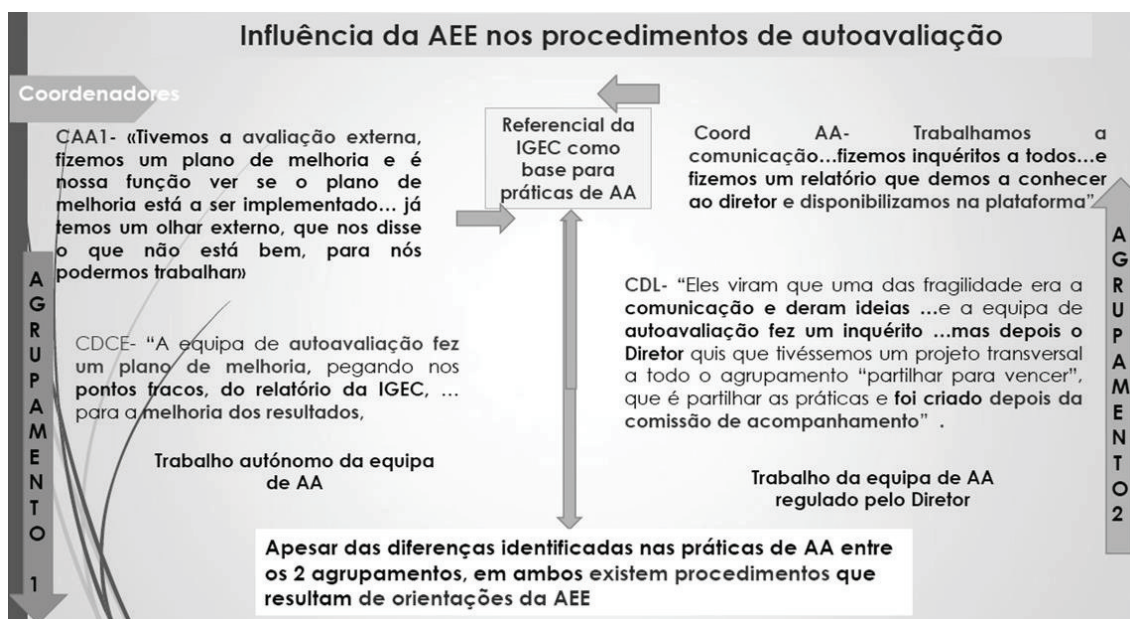 Influência da AEE nos procedimentos de autoavaliação
Coordenadores
CAA1- «Tivemos a avaliação externa,
fizemos um plano de melhoria e é
nossa função ver se o plano de
melhoria está a ser implementado... já
temos um olhar externo, que nos disse
o que não está bem, para nós
podermos trabalhar»
CDCE- “A equipa de autoavaliação fez
um plano de melhoria, pegando nos
pontos fracos, do relatório da IGEC, ...
para a melhoria dos resultados,
Trabalho autónomo da equipa
de AA
AGRUPAMENTO 1
Referencial da
IGEC como
base para
práticas de AA
Coord AA- Trabalhamos a
comunicação...fizemos inquéritos a todos...e
fizemos um relatório que demos a conhecer
ao diretor e disponibilizamos na plataforma”
CDL- “Eles viram que uma das fragilidade era a
comunicação e deram ideias ...e a equipa de
autoavaliação fez um inquérito ...mas depois o
Diretor quis que tivéssemos um projeto transversal
a todo o agrupamento “partilhar para vencer”,
que é partilhar as práticas e foi criado depois da
comissão de acompanhamento” .
Trabalho da equipa de AA
regulado pelo Diretor
AGRUPAMENTO2
Apesar das diferenças identificadas nas práticas de AA entre
os 2 agrupamentos, em ambos existem procedimentos que
resultam de orientações da AEE